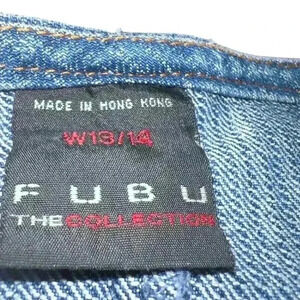 MADE IN HONG KONG
W13/14
FUBU
THE COLLECTION